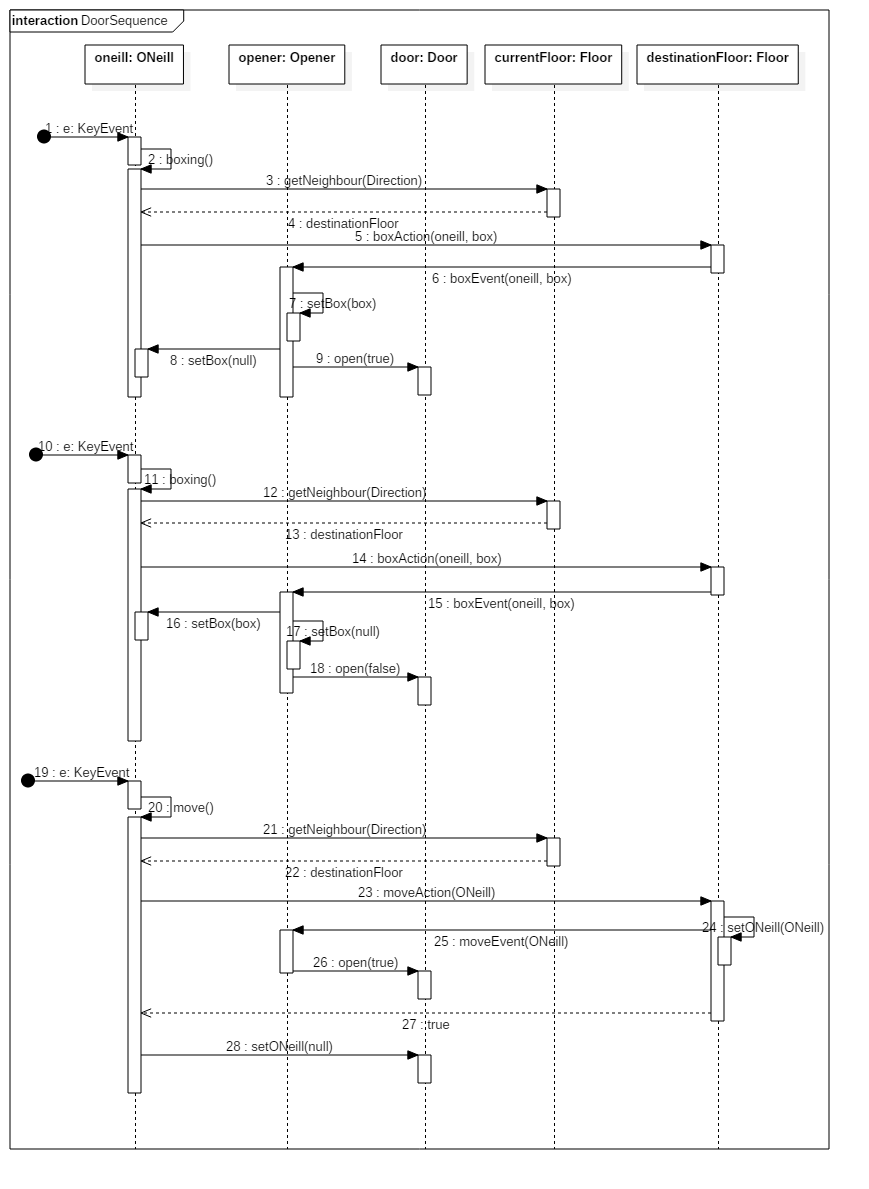 interaction DoorSequence
oneill: ONeill
opener: Opener
door: Door
currentFloor: Floor
destinationFloor: Floor
1 : e: KeyEvent
2 : boxing()
3 : getNeighbour(Direction)
4 : destinationFloor
5 : boxAction(oneill, box)
6 : boxEvent(oneill, box)
7 : setBox(box)
8 : setBox(null)
9 : open(true)
10 : e: KeyEvent
11 : boxing()
12 : getNeighbour(Direction)
13 : destinationFloor
14 : boxAction(oneill, box)
15 : boxEvent(oneill, box)
16 : setBox(box)
17 : setBox(null)
18 : open(false)
19 : e: KeyEvent
20 : move()
21 : getNeighbour(Direction)
22 : destinationFloor
23 : moveAction(ONeill)
24 : setONeill(ONeill)
25 : moveEvent(ONeill)
26 : open(true)
27 : true
28 : setONeill(null)